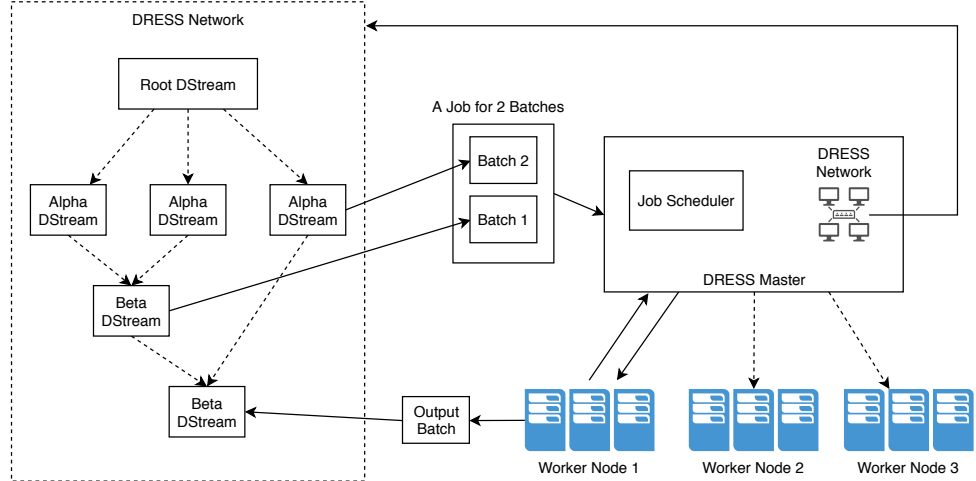 DRESS Network
Root DStream
A Job for 2 Batches
Batch 2
DRESS
Network
Alpha
DStream
Alpha
DStream
Alpha
DStream
Job Scheduler
Batch 1
DRESS Master
Beta
DStream
Beta
DStream
Output
Batch
Worker Node 1
Worker Node 2
Worker Node 3